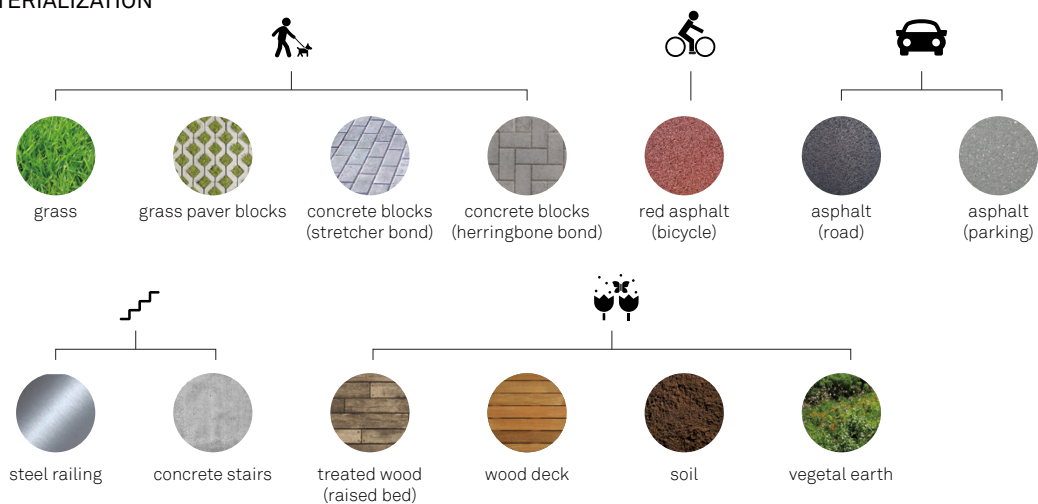 TERIALIZATION
grass
grass paver blocks
concrete blocks
(stretcher bond)
concrete blocks
(herringbone bond)
red asphalt
(bicycle)
asphalt
(road)
asphalt
(parking)
steel railing
concrete stairs
treated wood
(raised bed)
wood deck
soil
vegetal earth